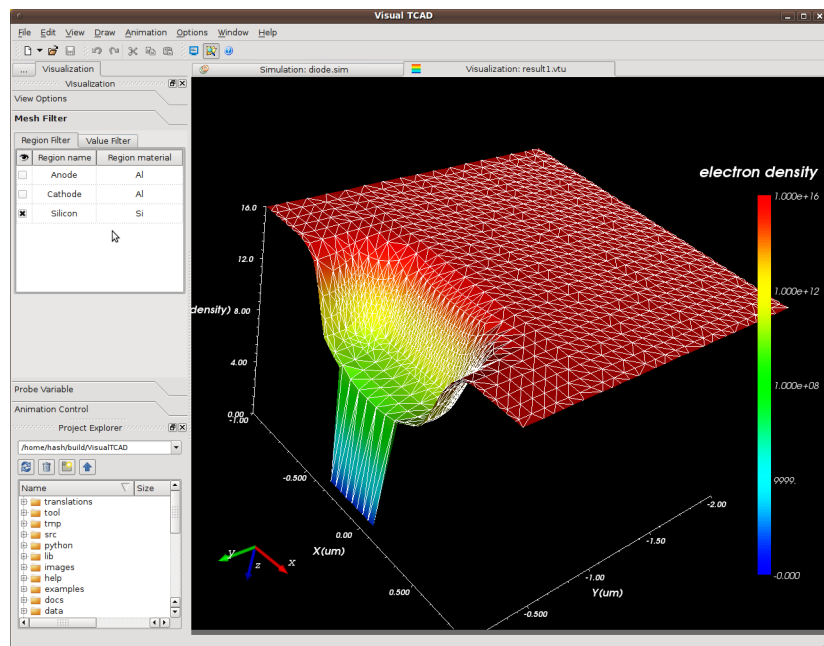 Visual TCAD
File Edit View Draw Animation Options Window Help
... Visualization
Simulation: diode.sim
Visualization: result1.vtu
Visualization
View Options
Mesh Filter
Region Filter Value Filter
Region name Region material
Anode Al
Cathode Al
Silicon Si
Probe Variable
Animation Control
Project Explorer
/home/hash/build/VisualTCAD
Name Size
translations
tool
tmp
src
python
lib
images
help
examples
docs
data
electron density
1.000e+16
1.000e+12
1.000e+08
9999.
-0.000
16.0
12.0
density) 8.00
4.00
0.00
-1.00
-0.500
0.00
X(um)
0.500
-2.00
-1.50
-1.00
Y(um)
-0.500
y
z
x